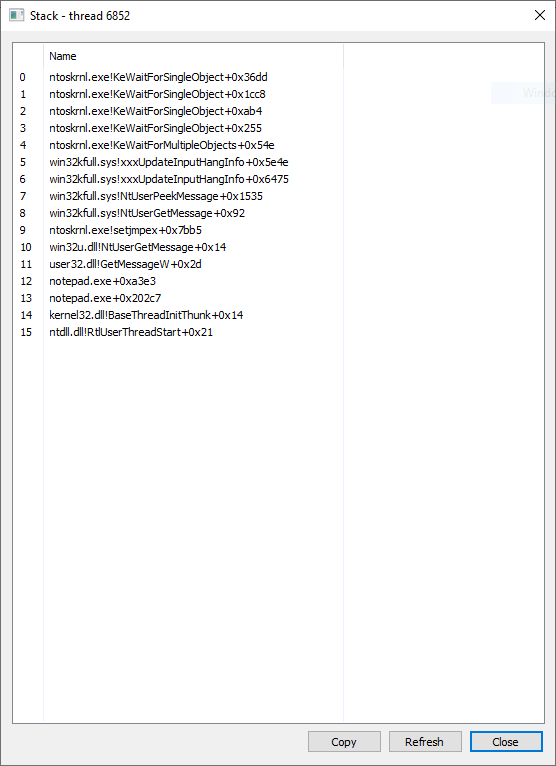 Stack - thread 6852
Name
0 ntoskrnl.exe!KeWaitForSingleObject+0x36dd
1 ntoskrnl.exe!KeWaitForSingleObject+0x1cc8
2 ntoskrnl.exe!KeWaitForSingleObject+0xab4
3 ntoskrnl.exe!KeWaitForSingleObject+0x255
4 ntoskrnl.exe!KeWaitForMultipleObjects+0x54e
5 win32kfull.sys!xxxUpdateInputHangInfo+0x5e4e
6 win32kfull.sys!xxxUpdateInputHangInfo+0x6475
7 win32kfull.sys!NtUserPeekMessage+0x1535
8 win32kfull.sys!NtUserGetMessage+0x92
9 ntoskrnl.exe!setjmpex+0x7bb5
10 win32u.dll!NtUserGetMessage+0x14
11 user32.dll!GetMessageW+0x2d
12 notepad.exe+0xa3e3
13 notepad.exe+0x202c7
14 kernel32.dll!BaseThreadInitThunk+0x14
15 ntdll.dll!RtlUserThreadStart+0x21
Copy Refresh Close